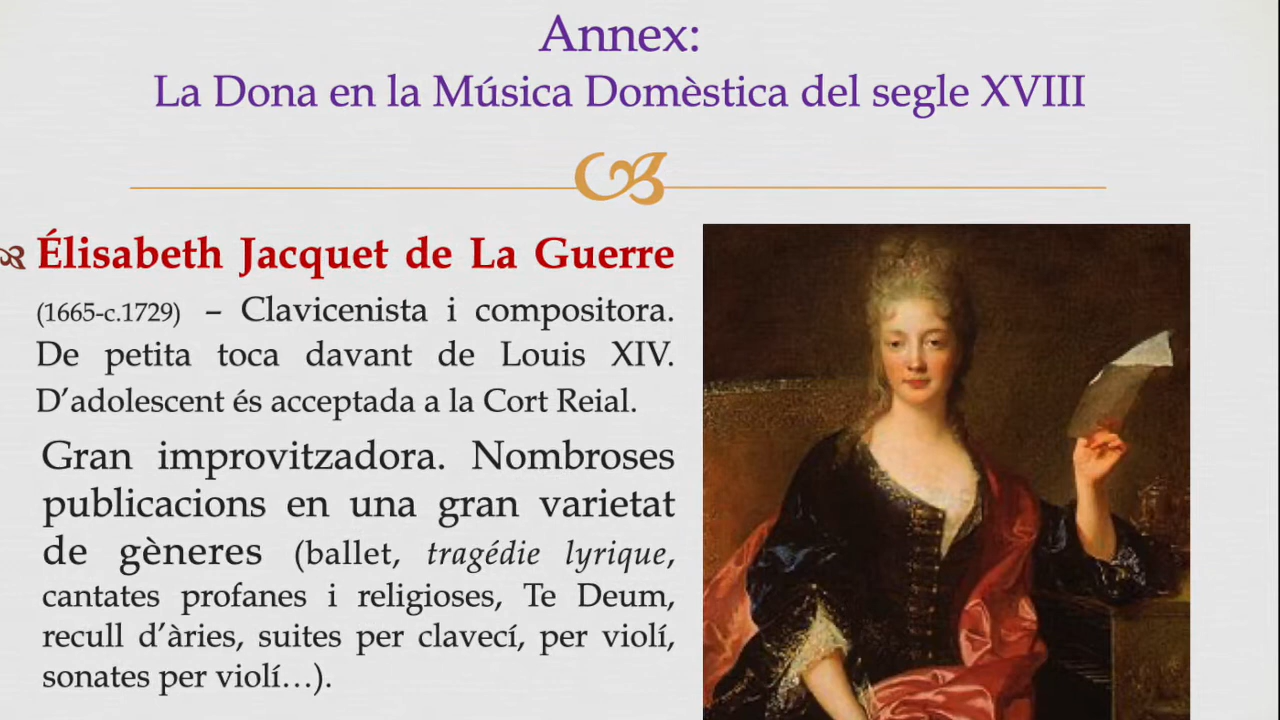 Annex:
La Dona en la Música Domèstica del segle XVIII
Élisabeth Jacquet de La Guerre
(1665-c.1729) – Clavicenista i compositora.
De petita toca davant de Louis XIV.
D’adolescent és acceptada a la Cort Reial.
Gran improvitzadora. Nombroses
publicacions en una gran varietat
de gèneres (ballet, tragédie lyrique,
cantates profanes i religioses, Te Deum,
recull d’àries, suites per clavecí, per violí,
sonates per violí…).